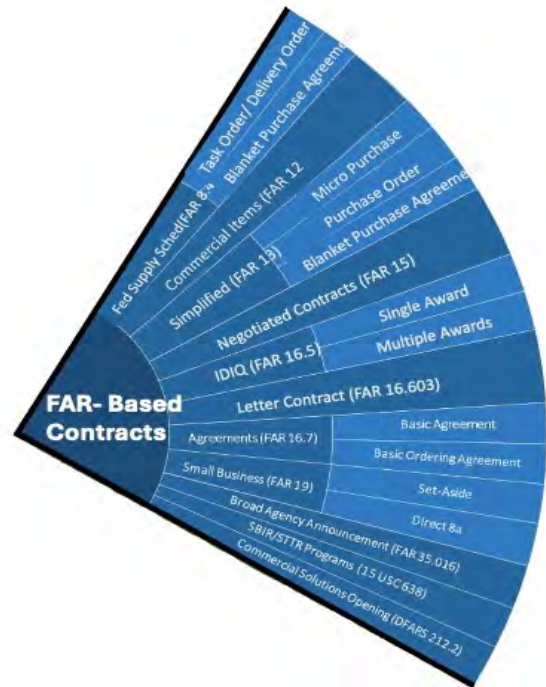 Task Order/ Delivery Order
Blanket Purchase Agreement
Fed Supply Sched(FAR 8.4
Commercial Items (FAR 12
Micro Purchase
Purchase Order
Blanket Purchase Agreement
Simplified (FAR 13)
Negotiated Contracts (FAR 15)
Single Award
Multiple Awards
IDIQ (FAR 16.5)
Letter Contract (FAR 16.603)
FAR- Based
Contracts
Basic Agreement
Basic Ordering Agreement
Agreements (FAR 16.7)
Set-Aside
Direct 8a
Small Business (FAR 19)
Broad Agency Announcement (FAR 35.016)
SBIR/STTR Programs (15 USC 638)
Commercial Solutions Opening (DFARS 212.2)